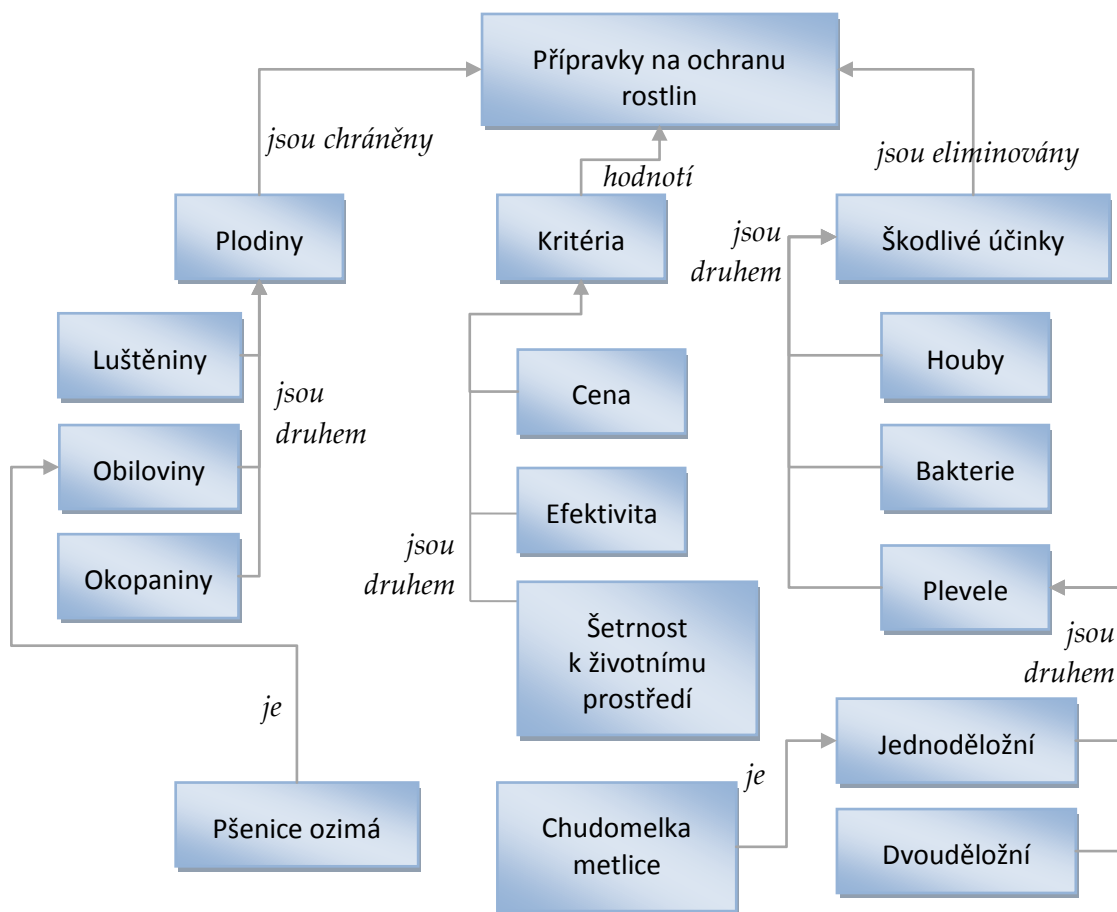 Přípravky na ochranu
rostlin
jsou chráněny
hodnotí
jsou eliminovány
Plodiny
Kritéria
jsou
druhem
Škodlivé účinky
Luštěniny
jsou
druhem
Obiloviny
Okopaniny
Cena
Efektivita
jsou
druhem
Šetrnost
k životnímu
prostředí
Houby
Bakterie
Plevele
jsou
druhem
je
Pšenice ozimá
Chudomelka
metlice
je
Jednoděložní
Dvouděložní